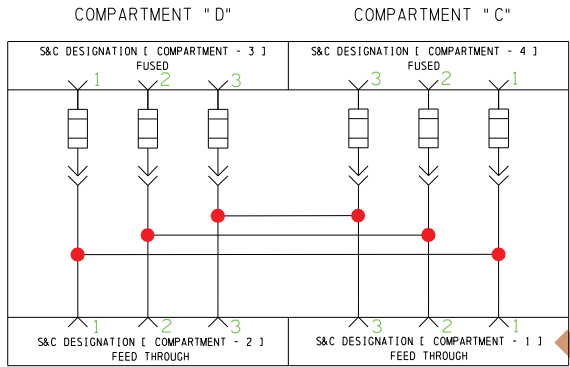 COMPARTMENT "D" COMPARTMENT "C"
S&C DESIGNATION [ COMPARTMENT - 3 ] S&C DESIGNATION [ COMPARTMENT - 4 ]
FUSED FUSED
1 2 3 3 2 1
1 2 3 3 2 1
S&C DESIGNATION [ COMPARTMENT - 2 ] S&C DESIGNATION [ COMPARTMENT - 1 ]
FEED THROUGH FEED THROUGH